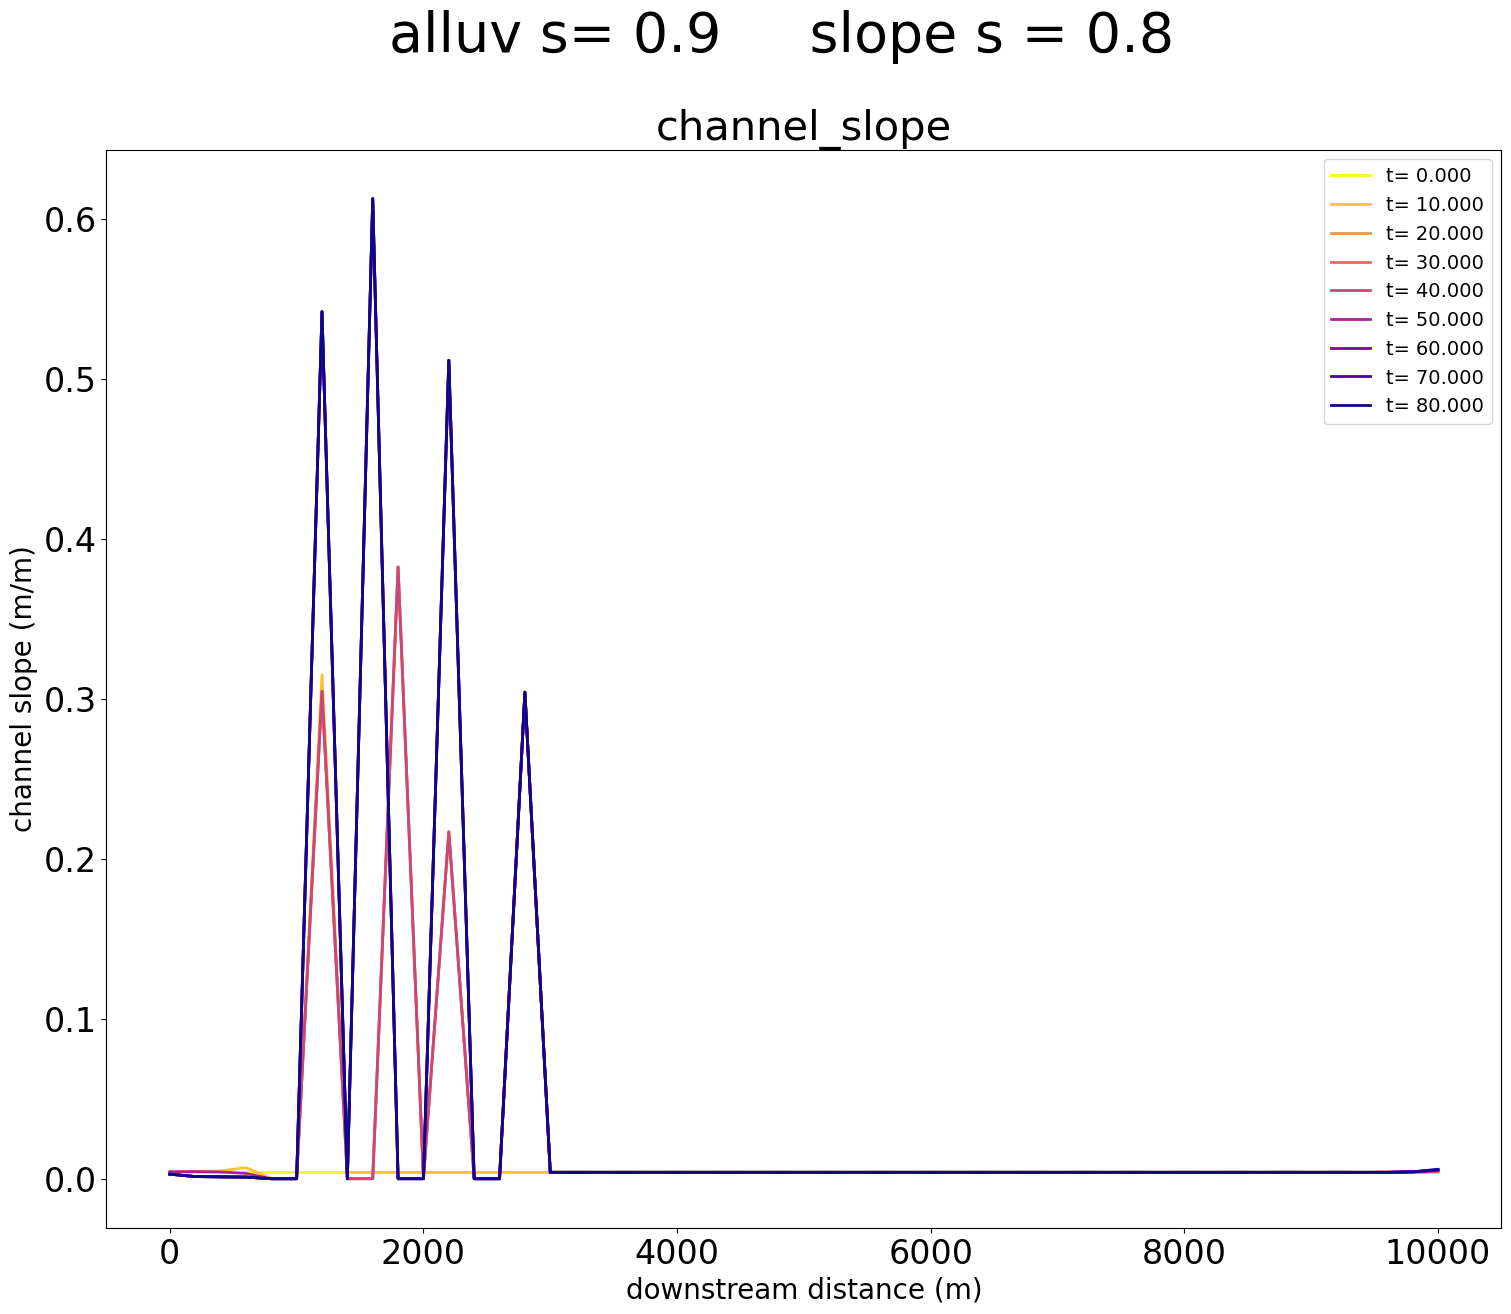 alluv s= 0.9     slope s = 0.8
channel_slope
t= 0.000
t= 10.000
t= 20.000
t= 30.000
t= 40.000
t= 50.000
t= 60.000
t= 70.000
t= 80.000
channel slope (m/m)
0.6
0.5
0.4
0.3
0.2
0.1
0.0
0 2000 4000 6000 8000 10000
downstream distance (m)